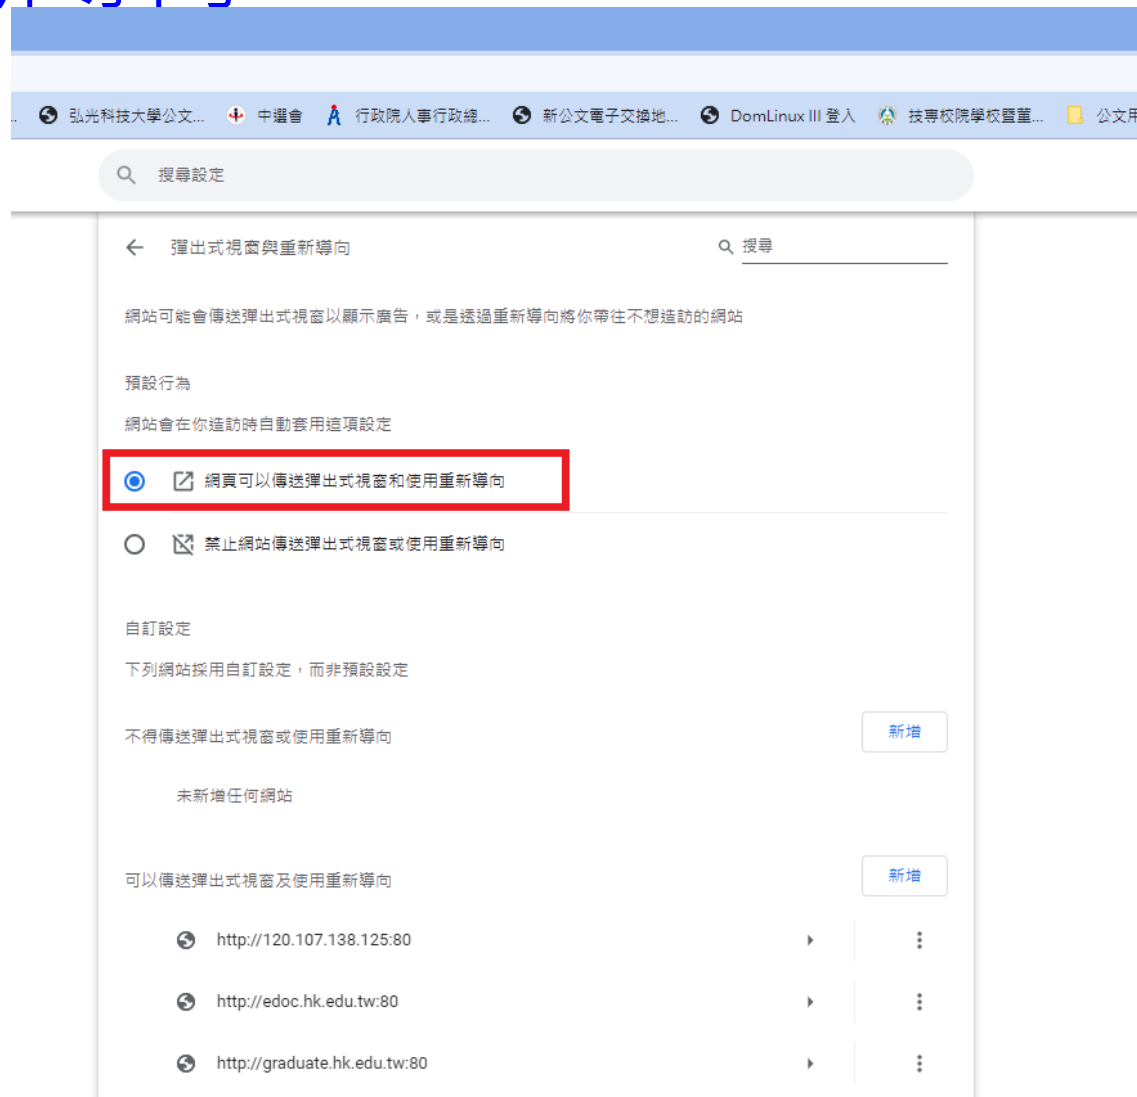 弘光科技大學公文... 中選會 行政院人事行政總... 新公文電子交換地... DomLinux III 登入 技專校院學校暨董... 公文用
搜尋設定
彈出式視窗與重新導向 搜尋
網站可能會傳送彈出式視窗以顯示廣告，或是透過重新導向將你帶往不想造訪的網站
預設行為
網站會在你造訪時自動套用這項設定
網頁可以傳送彈出式視窗和使用重新導向
禁止網站傳送彈出式視窗或使用重新導向
自訂設定
下列網站採用自訂設定，而非預設設定
不得傳送彈出式視窗或使用重新導向 新增
未新增任何網站
可以傳送彈出式視窗及使用重新導向 新增
http://120.107.138.125:80
http://edoc.hk.edu.tw:80
http://graduate.hk.edu.tw:80